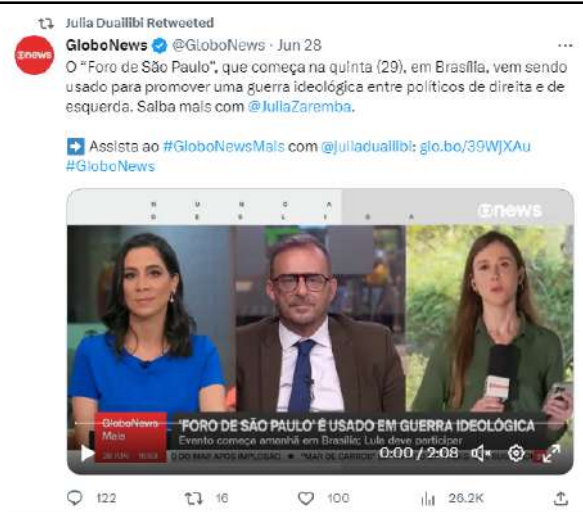 Julia Duailibi Retweeted
GloboNews @GloboNews · Jun 28
O “Foro de São Paulo”, que começa na quinta (29), em Brasília, vem sendo
usado para promover uma guerra ideológica entre políticos de direita e de
esquerda. Saiba mais com @JuliaZaremba.
Assista ao #GloboNewsMais com @juliaduailibi: glo.bo/39WjXAu
#GloboNews
news
GloboNews
Mais
'FORO DE SÃO PAULO' É USADO EM GUERRA IDEOLÓGICA
Evento começa amanhã em Brasília; Lula deve participar
0:00 / 2:08
122 16 100 26.2K